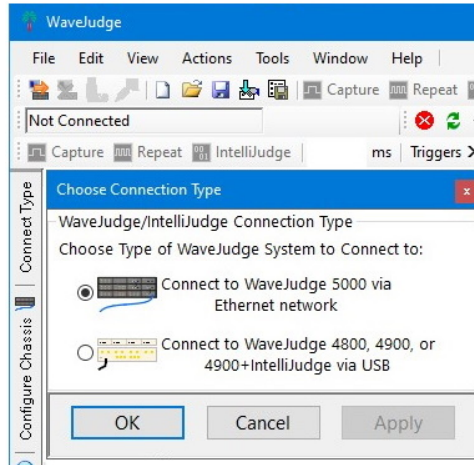 WaveJudge
File Edit View Actions Tools Window Help
Capture Repeat
Not Connected
Capture Repeat IntelliJudge ms Triggers
Connect Type
Configure Chassis
Choose Connection Type
WaveJudge/IntelliJudge Connection Type
Choose Type of WaveJudge System to Connect to:
Connect to WaveJudge 5000 via
Ethernet network
Connect to WaveJudge 4800, 4900, or
4900+IntelliJudge via USB
OK Cancel Apply